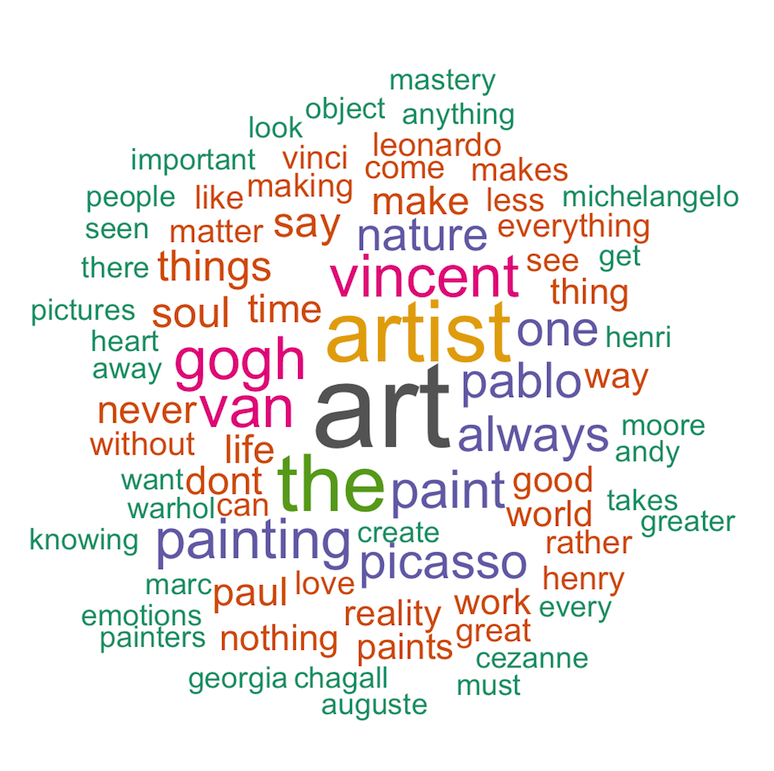 mastery
object anything
look
leonardo
important vinci come makes
people like making make less michelangelo
seen matter say nature everything
there things vincent see get
thing
pictures soul time artist one henri
heart gogh
away art pablo way
never van always moore
without life andy
want dont the paint good takes
warhol can world greater
knowing painting create rather
picasso
marc paul love henry
emotions reality work every
painters nothing paints great
cezanne
georgia chagall must
auguste